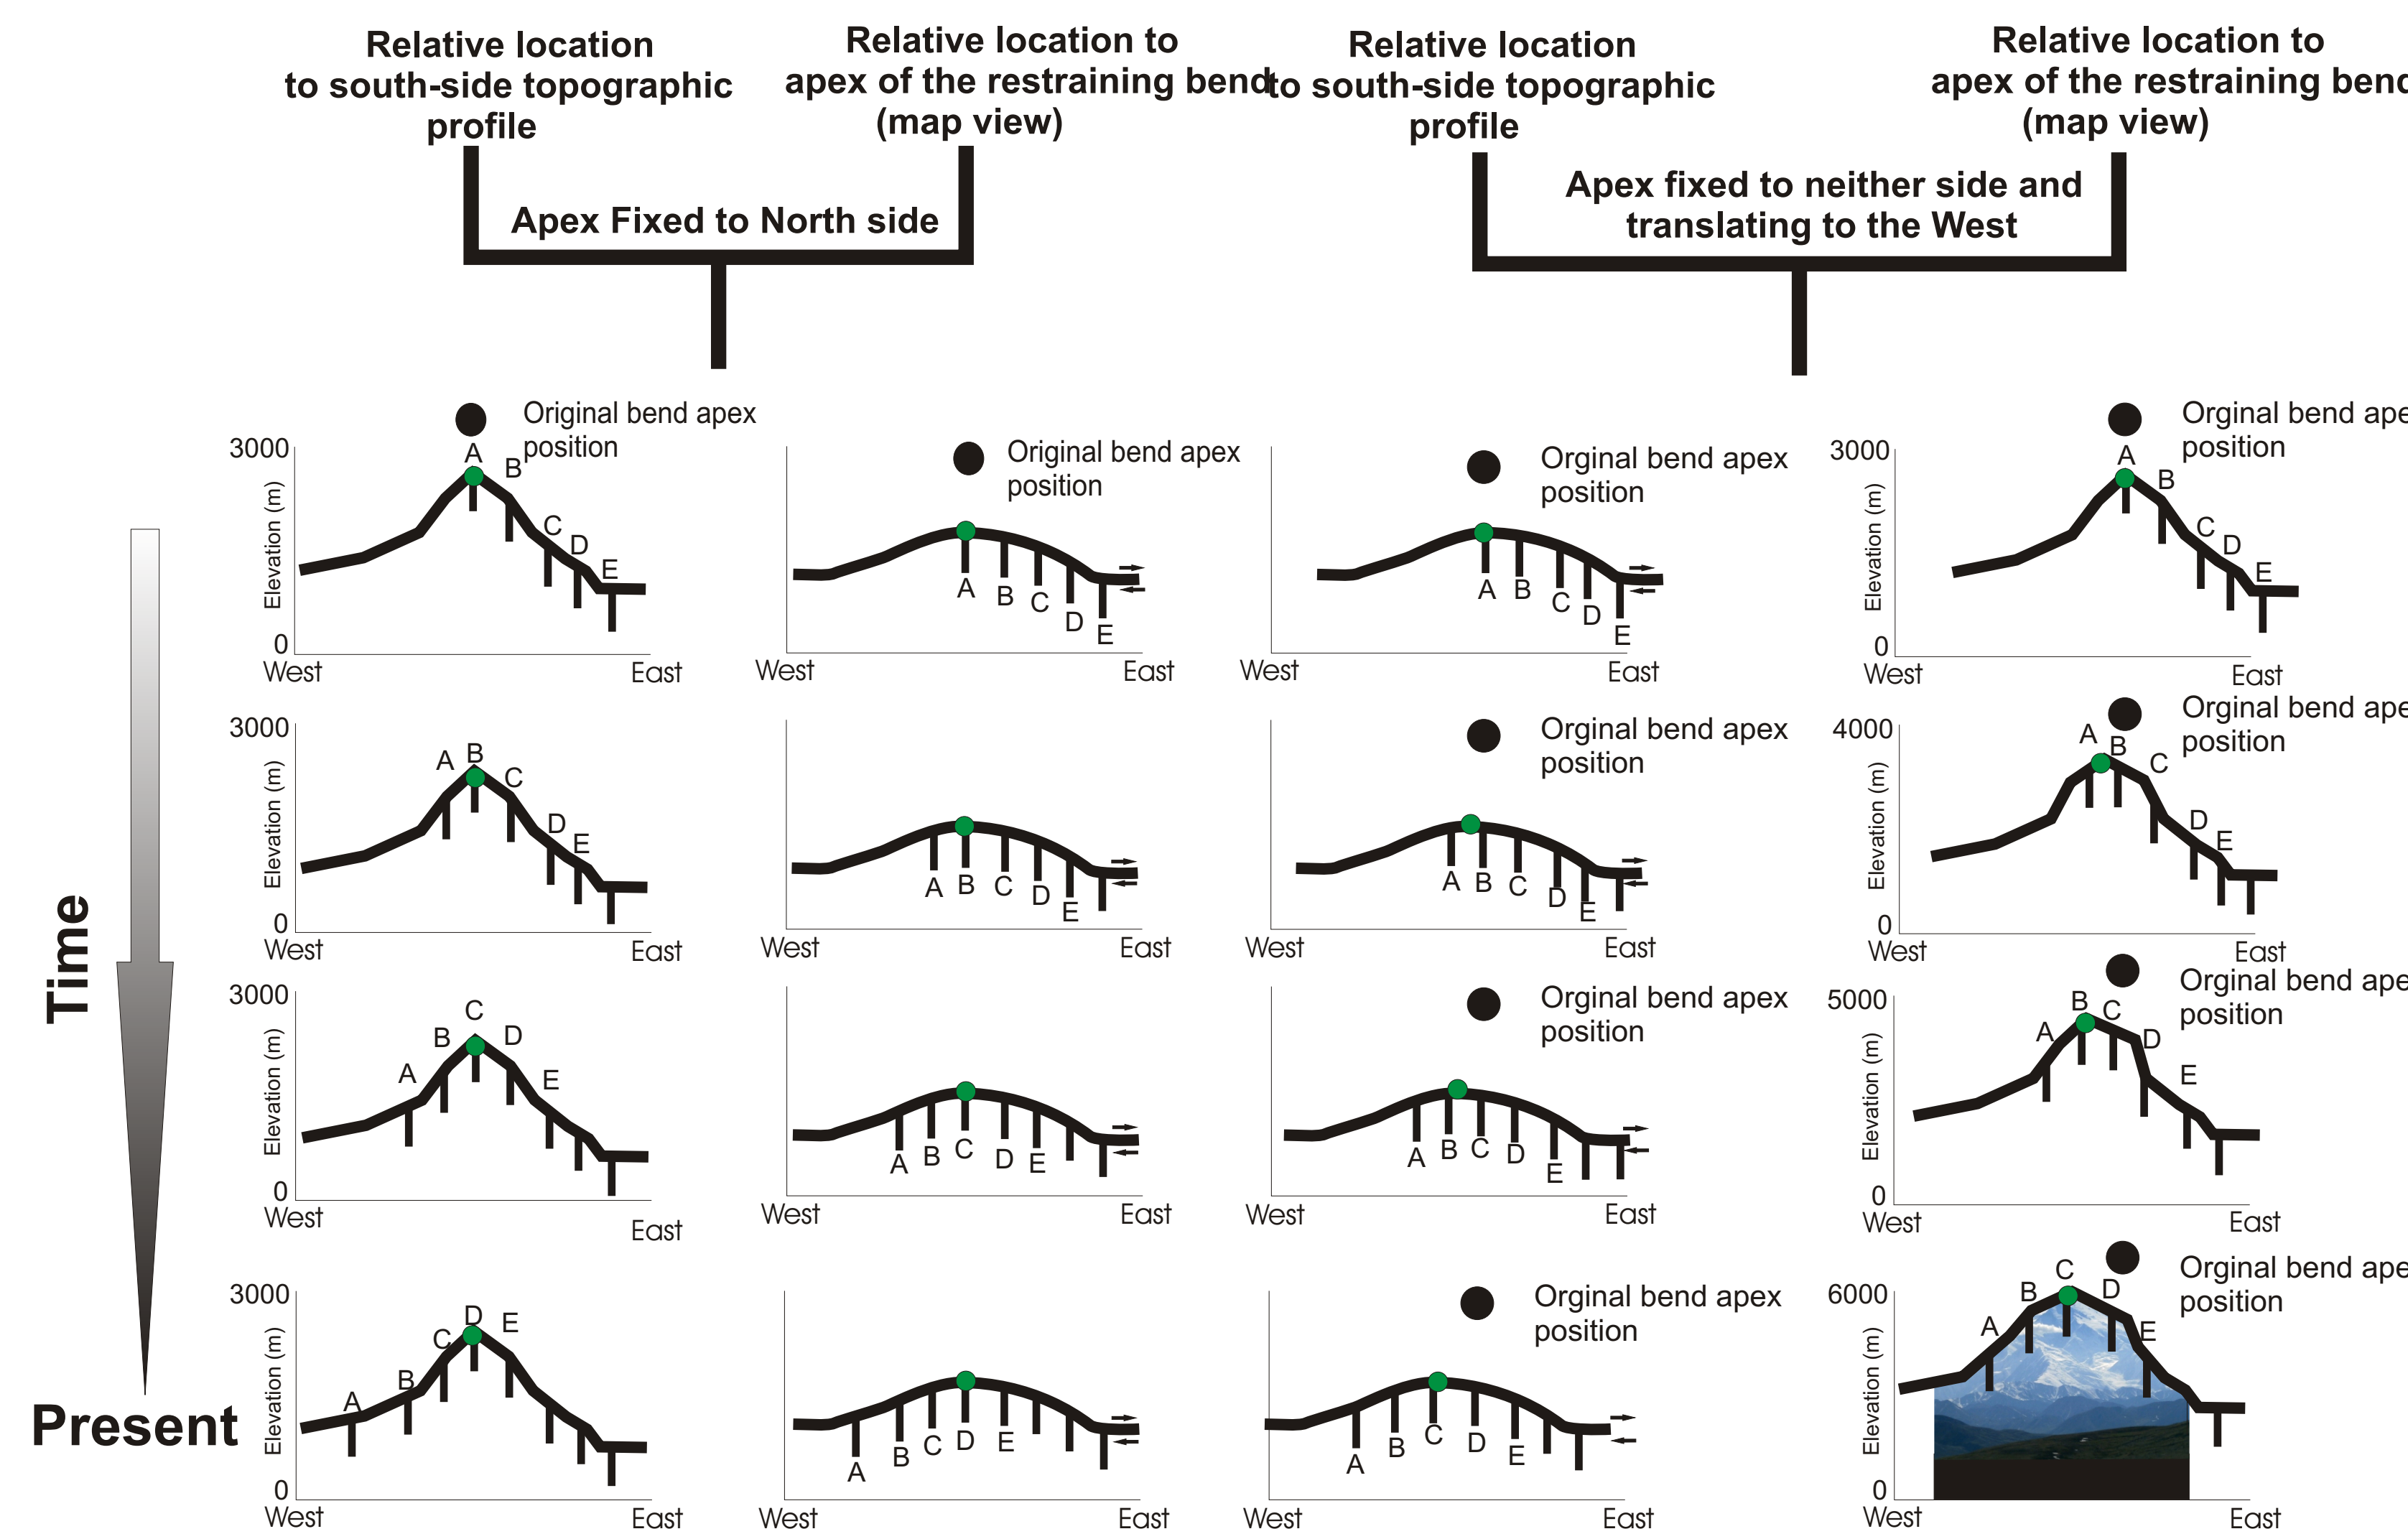 Relative location
to south-side topographic
profile
Relative location to
apex of the restraining bend
(map view)
Relative location
to south-side topographic
profile
Relative location to
apex of the restraining bend
(map view)
Apex Fixed to North side
Apex fixed to neither side and
translating to the West
Time
Present
Original bend apex
position
3000
Elevation (m)
0
A
B
C
D
E
West
East
Original bend apex
position
A
B
C
D
E
West
East
Orginal bend apex
position
A
B
C
D
E
West
East
Orginal bend ape
position
3000
Elevation (m)
0
A
B
C
D
E
West
East
3000
Elevation (m)
0
A
B
C
D
E
West
East
A
B
C
D
E
West
East
Orginal bend apex
position
A
B
C
D
E
West
East
Orginal bend ape
position
4000
Elevation (m)
0
A
B
C
D
E
West
East
3000
Elevation (m)
0
A
B
C
D
E
West
East
A
B
C
D
E
West
East
Orginal bend apex
position
A
B
C
D
E
West
East
Orginal bend ape
position
5000
Elevation (m)
0
A
B
C
D
E
West
East
3000
Elevation (m)
0
A
B
C
D
E
West
East
A
B
C
D
E
West
East
Orginal bend apex
position
A
B
C
D
E
West
East
Orginal bend ape
position
6000
Elevation (m)
0
A
B
C
D
E
West
East